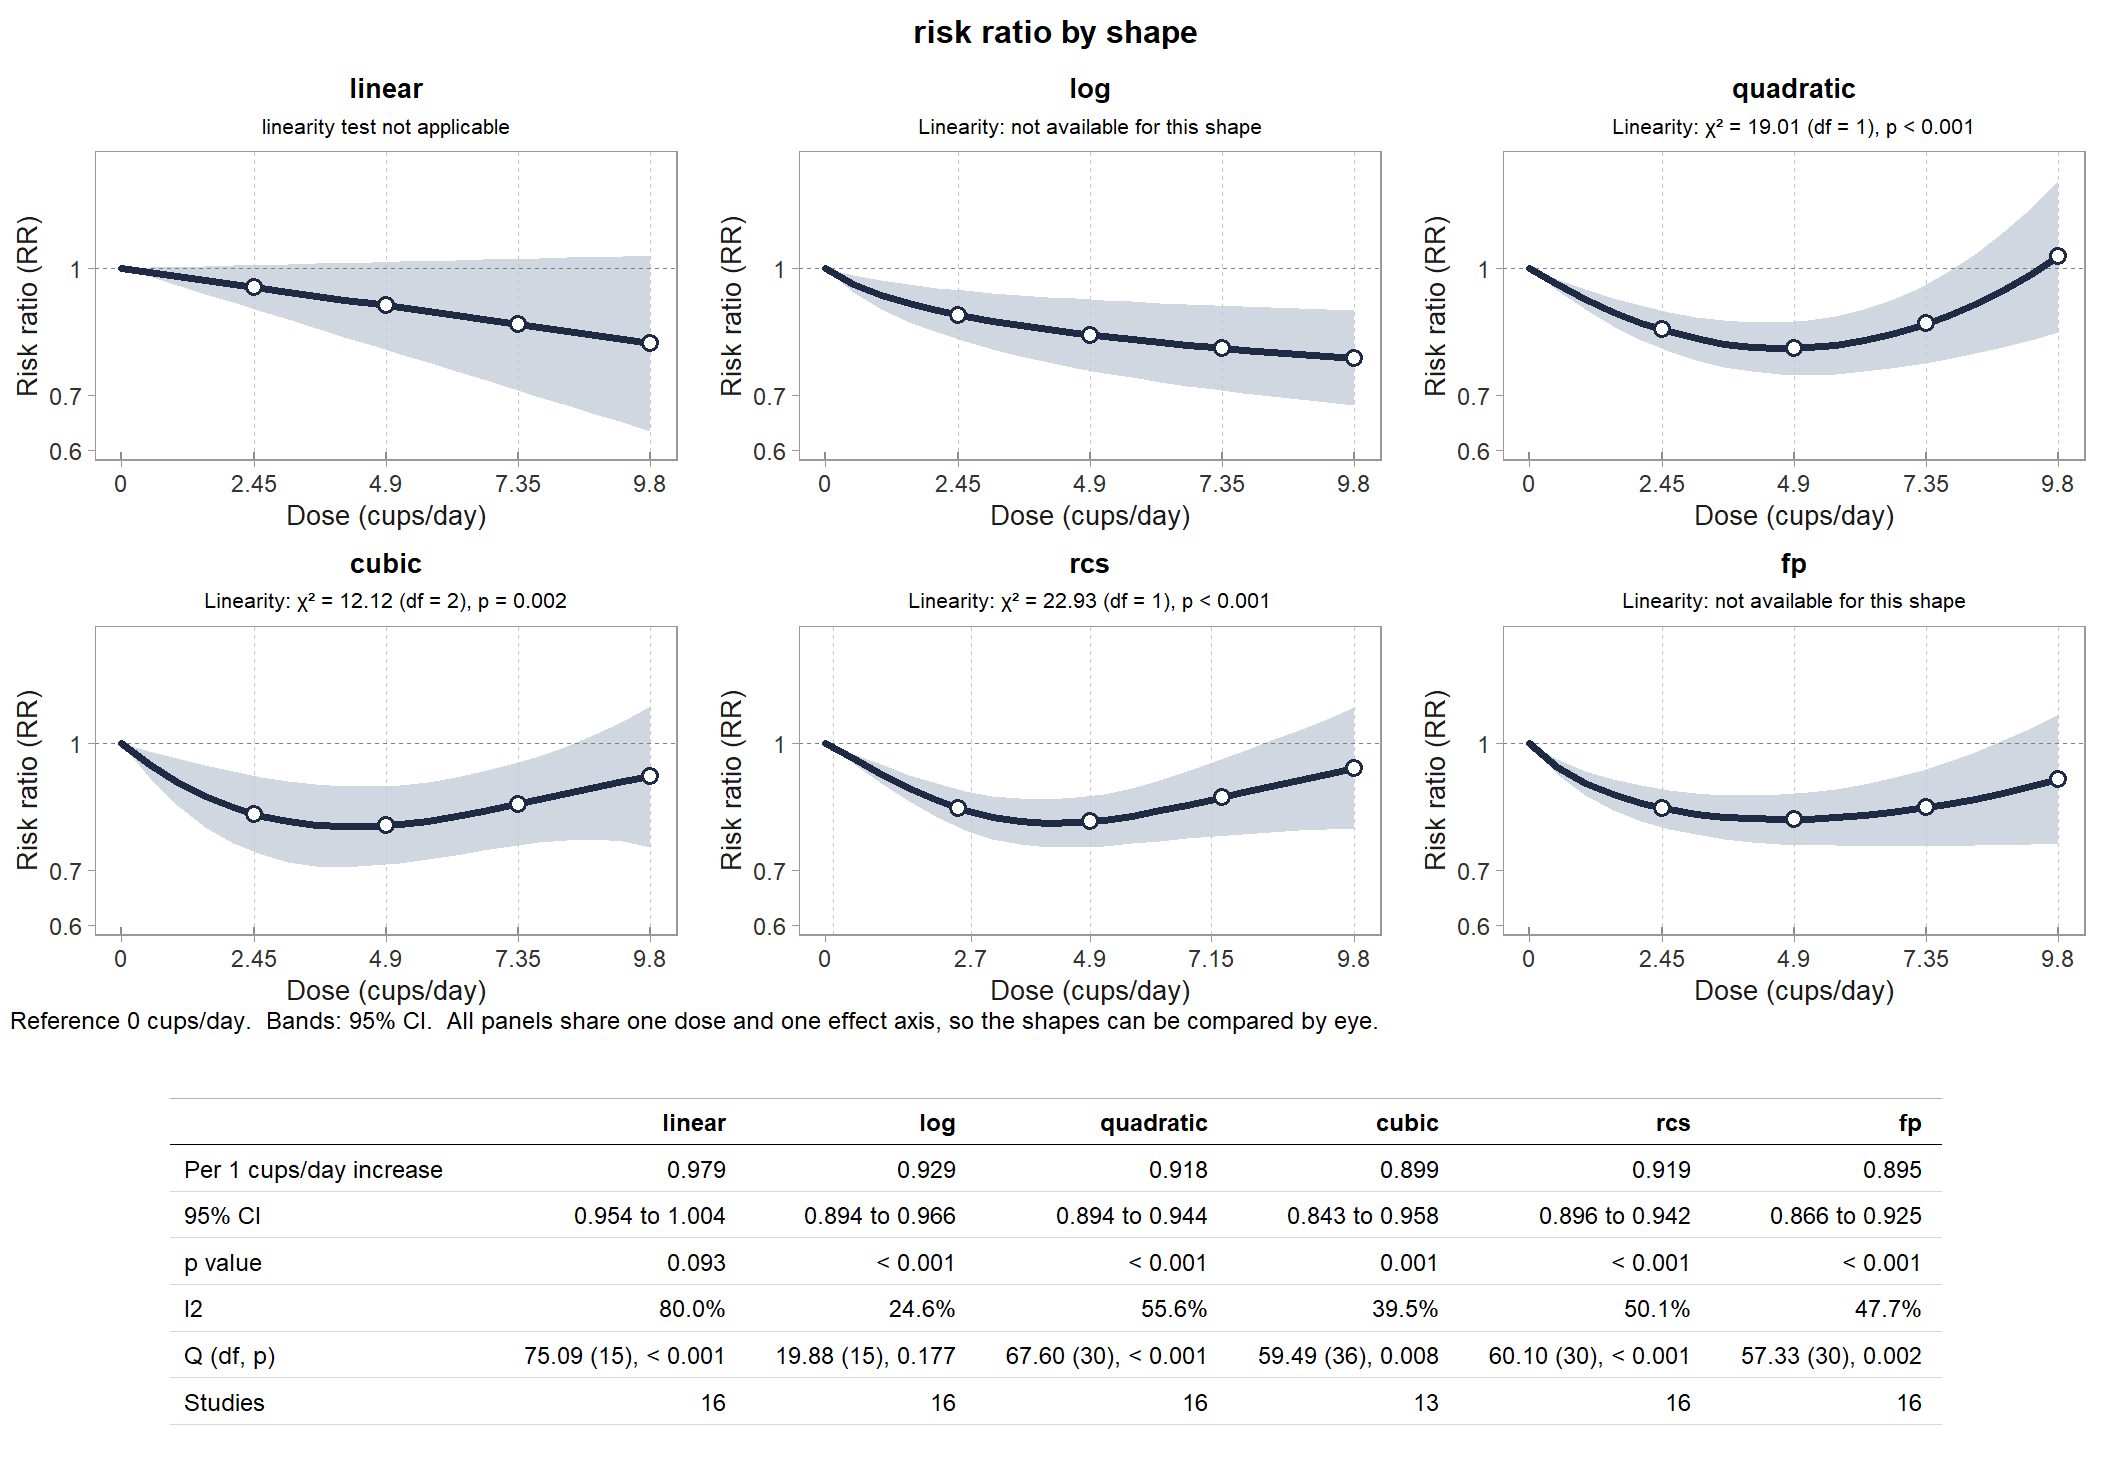 risk ratio by shape
linear
linearity test not applicable
Risk ratio (RR)
1
0.7
0.6
0 2.45 4.9 7.35 9.8
Dose (cups/day)
log
Linearity: not available for this shape
Risk ratio (RR)
1
0.7
0.6
0 2.45 4.9 7.35 9.8
Dose (cups/day)
quadratic
Linearity: χ² = 19.01 (df = 1), p < 0.001
Risk ratio (RR)
1
0.7
0.6
0 2.45 4.9 7.35 9.8
Dose (cups/day)
cubic
Linearity: χ² = 12.12 (df = 2), p = 0.002
Risk ratio (RR)
1
0.7
0.6
0 2.45 4.9 7.35 9.8
Dose (cups/day)
rcs
Linearity: χ² = 22.93 (df = 1), p < 0.001
Risk ratio (RR)
1
0.7
0.6
0 2.7 4.9 7.15 9.8
Dose (cups/day)
fp
Linearity: not available for this shape
Risk ratio (RR)
1
0.7
0.6
0 2.45 4.9 7.35 9.8
Dose (cups/day)
Reference 0 cups/day.  Bands: 95% CI.  All panels share one dose and one effect axis, so the shapes can be compared by eye.
linear log quadratic cubic rcs fp
Per 1 cups/day increase 0.979 0.929 0.918 0.899 0.919 0.895
95% CI 0.954 to 1.004 0.894 to 0.966 0.894 to 0.944 0.843 to 0.958 0.896 to 0.942 0.866 to 0.925
p value 0.093 < 0.001 < 0.001 0.001 < 0.001 < 0.001
I2 80.0% 24.6% 55.6% 39.5% 50.1% 47.7%
Q (df, p) 75.09 (15), < 0.001 19.88 (15), 0.177 67.60 (30), < 0.001 59.49 (36), 0.008 60.10 (30), < 0.001 57.33 (30), 0.002
Studies 16 16 16 13 16 16